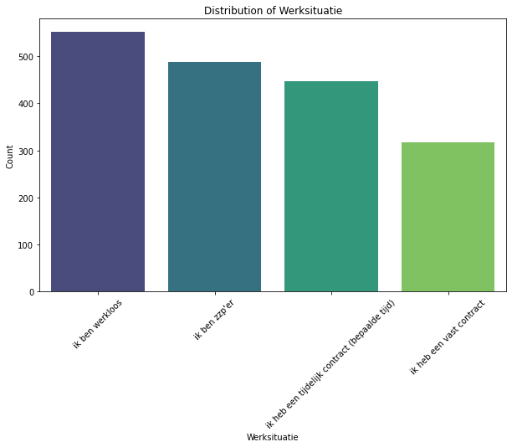 Distribution of Werksituatie
Count
500
400
300
200
100
0
ik ben werkloos
ik ben zzp'er
ik heb een tijdelijk contract (bepaalde tijd)
ik heb een vast contract
Werksituatie